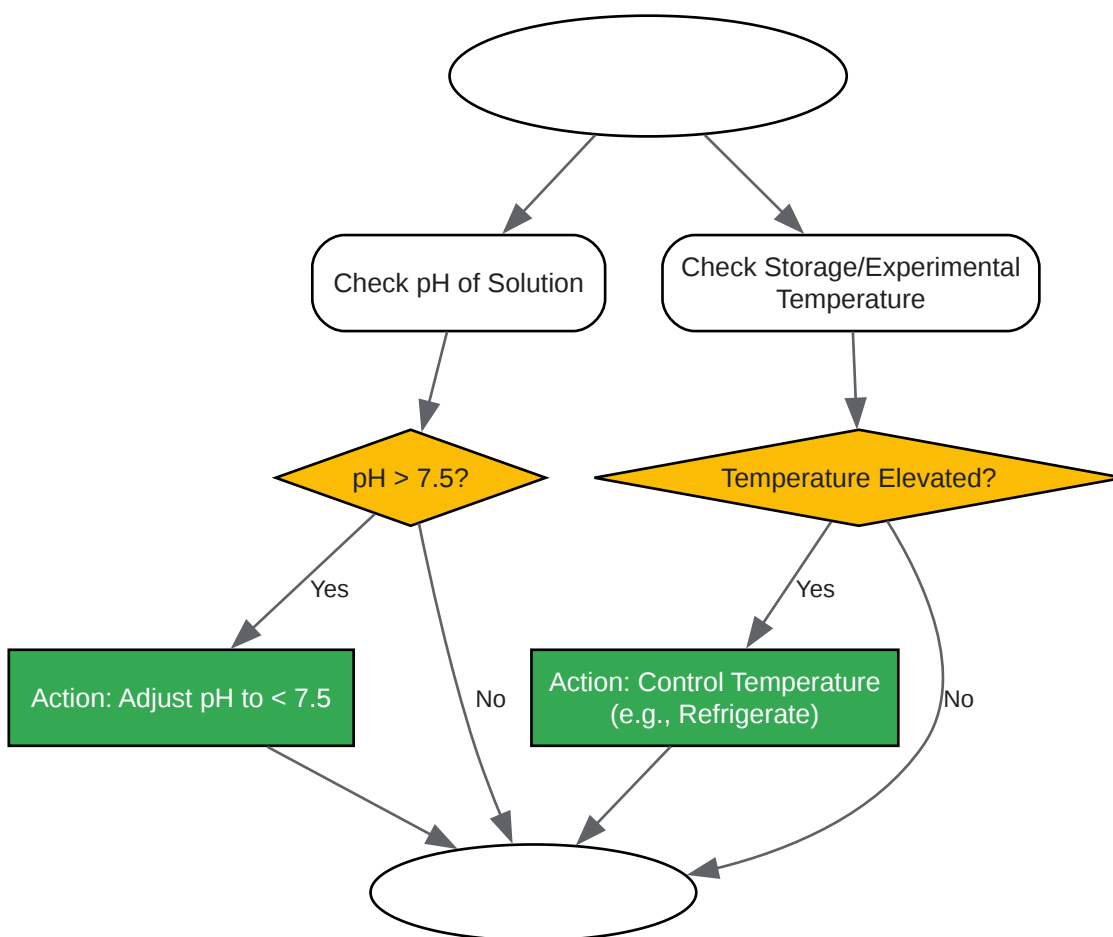 Check pH of Solution
Check Storage/Experimental
Temperature
pH > 7.5?
Temperature Elevated?
Yes
Yes
Action: Adjust pH to < 7.5
No
Action: Control Temperature
(e.g., Refrigerate)
No